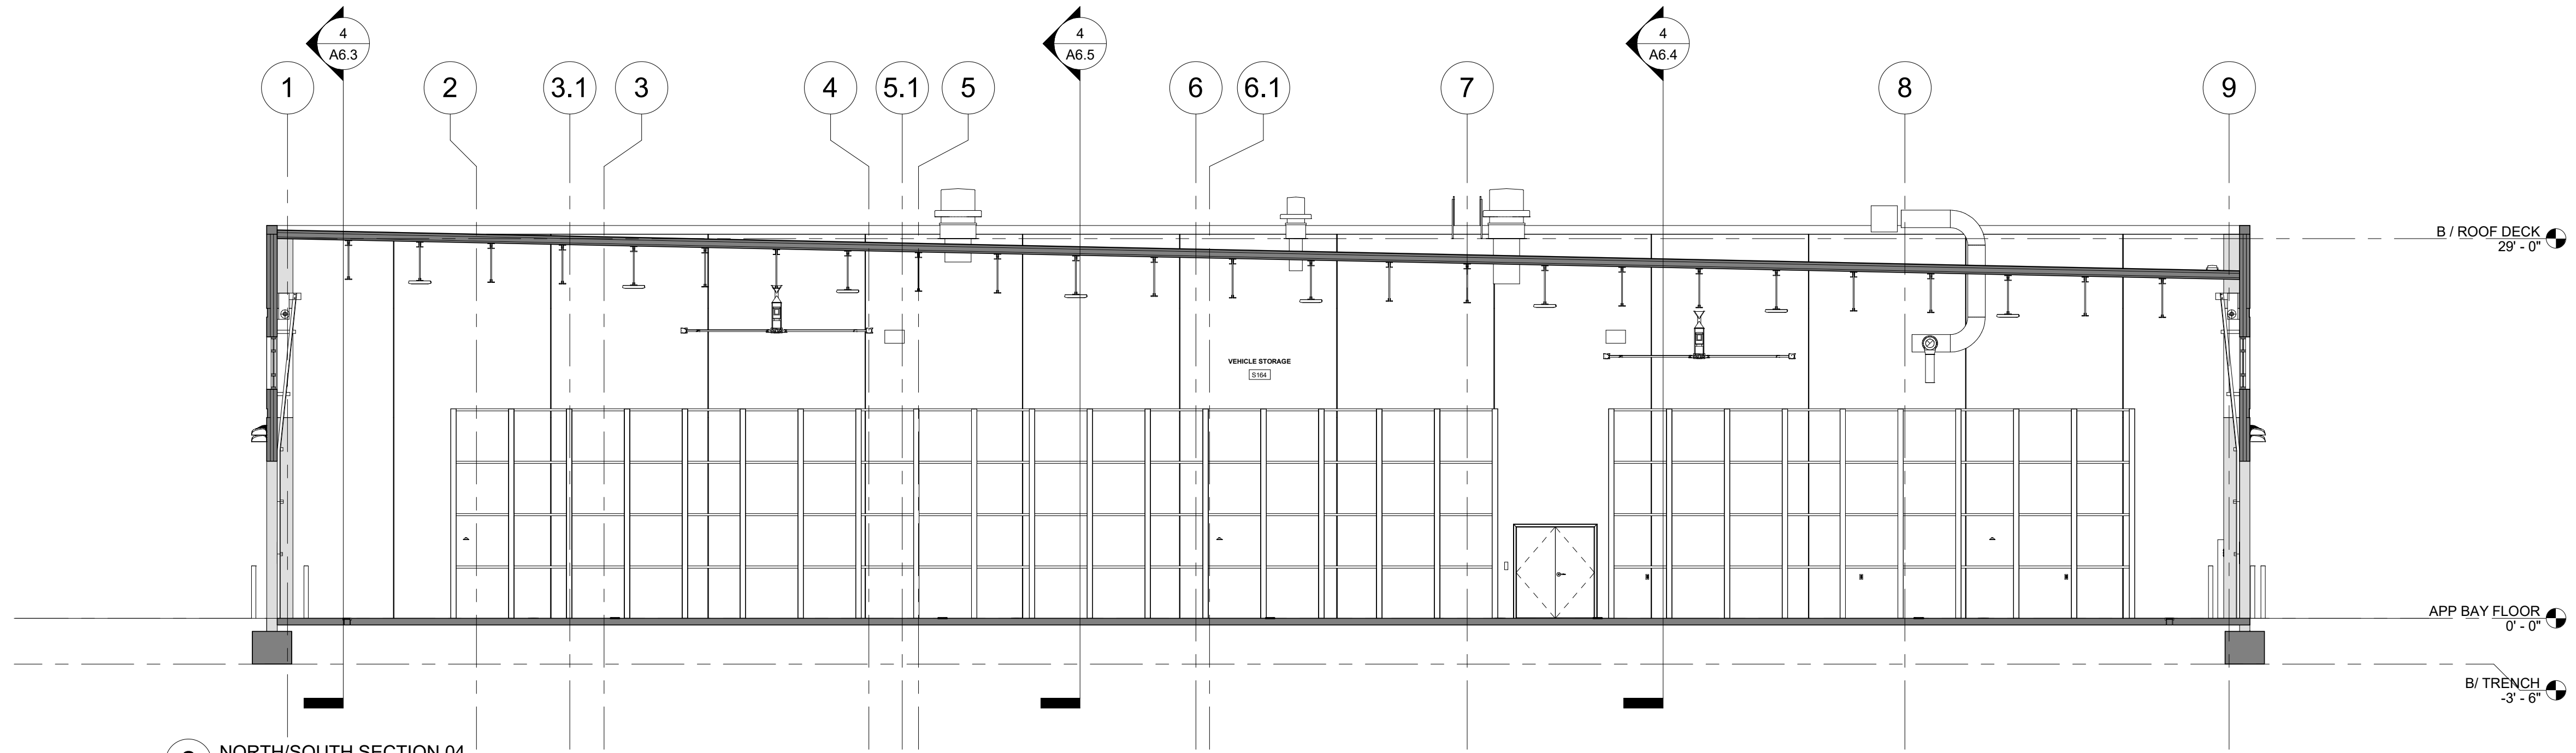 4
A6.3
4
A6.5
4
A6.4
1
2
3.1
3
4
5.1
5
6
6.1
7
8
9
B / ROOF DECK
29' - 0"
VEHICLE STORAGE
S164
APP BAY FLOOR
0' - 0"
B/ TRENCH
-3' - 6"
NORTH/SOUTH SECTION 04